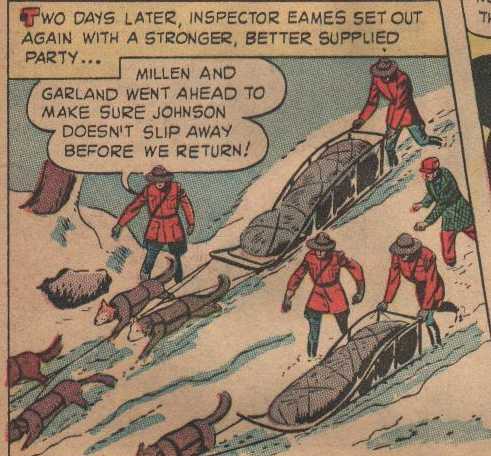 TWO DAYS LATER, INSPECTOR EAMES SET OUT
AGAIN WITH A STRONGER, BETTER SUPPLIED
PARTY...
MILLEN AND
GARLAND WENT AHEAD TO
MAKE SURE JOHNSON
DOESN'T SLIP AWAY
BEFORE WE RETURN!